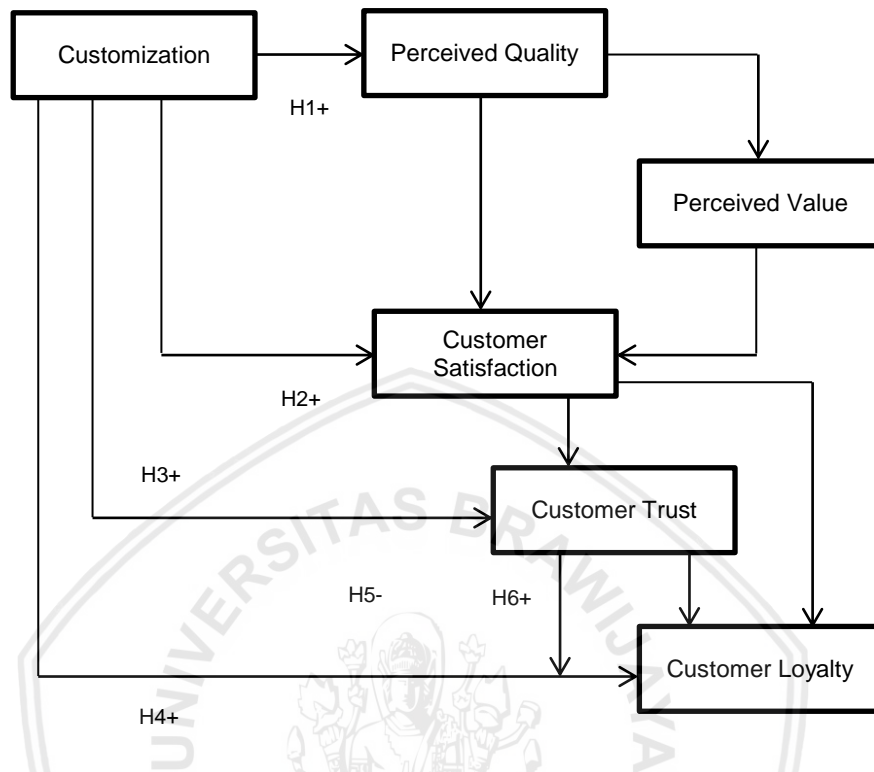 Customization
Perceived Quality
H1+
Perceived Value
Customer
Satisfaction
H2+
H3+
Customer Trust
H5-
H6+
Customer Loyalty
H4+
UNIVERSITAS BRAWIJAYA